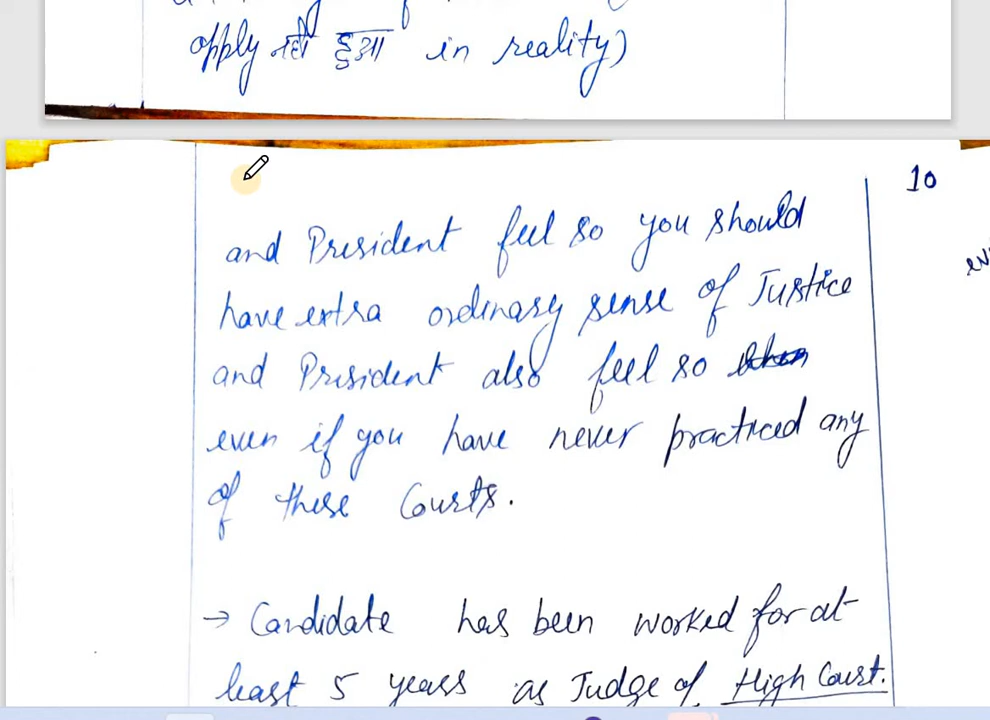 apply नहीं हुआ in reality)
10
and President feel so you should
have extra ordinary sense of Justice
and President also feel so
even if you have never practiced any
of these Courts.
→ Candidate has been worked for at
least 5 years as Judge of High Court.